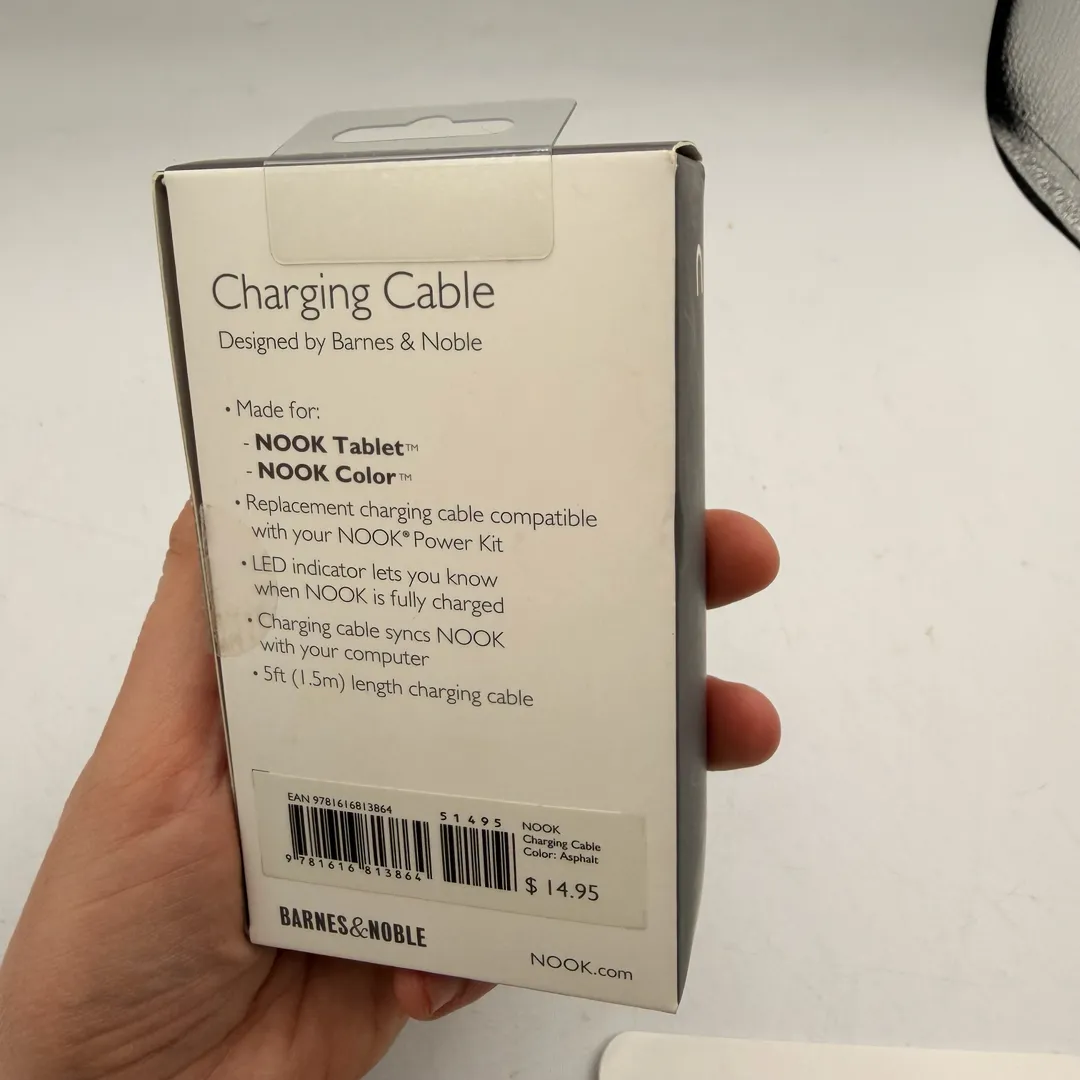 Charging Cable
Designed by Barnes & Noble
• Made for:
- NOOK Tablet™
- NOOK Color™
• Replacement charging cable compatible
with your NOOK® Power Kit
• LED indicator lets you know
when NOOK is fully charged
• Charging cable syncs NOOK
with your computer
• 5ft (1.5m) length charging cable
EAN 9781616813864
51495
9 781616 813864
NOOK
Charging Cable
Color: Asphalt
$ 14.95
BARNES&NOBLE
NOOK.com